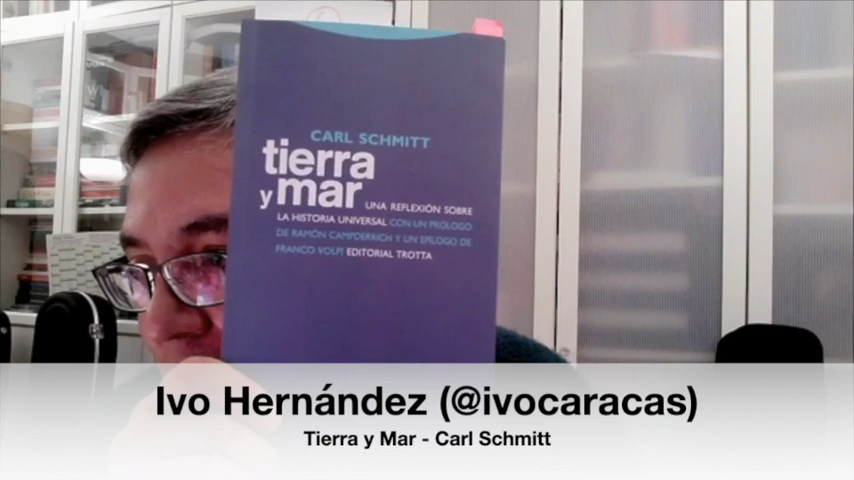 CARL SCHMITT
tierra
y mar UNA REFLEXIÓN SOBRE
LA HISTORIA UNIVERSAL CON UN PRÓLOGO
DE RAMÓN CAMPDERRICH Y UN EPÍLOGO DE
FRANCO VOLPI EDITORIAL TROTTA
Ivo Hernández (@ivocaracas)
Tierra y Mar - Carl Schmitt